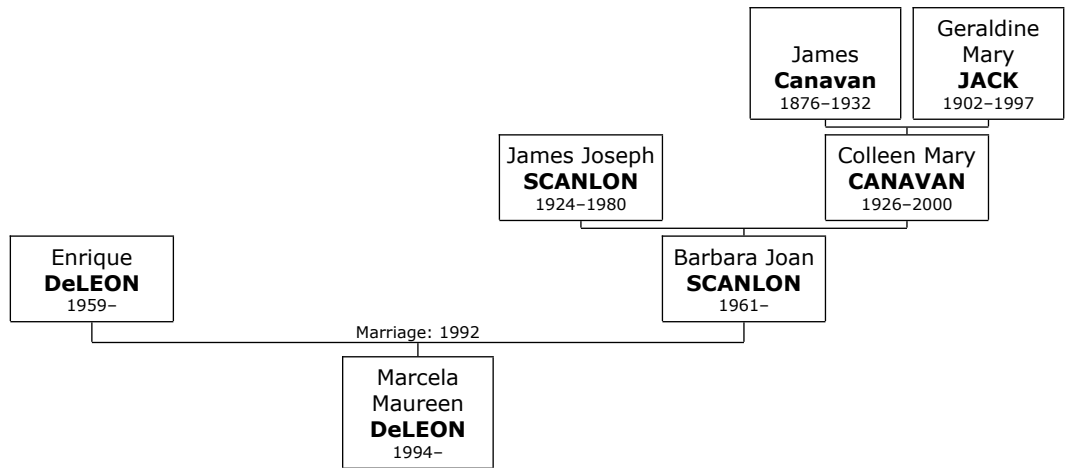 James
Canavan
1876–1932
Geraldine
Mary
JACK
1902–1997
James Joseph
SCANLON
1924–1980
Colleen Mary
CANAVAN
1926–2000
Enrique
DeLEON
1959–
Barbara Joan
SCANLON
1961–
Marriage: 1992
Marcela
Maureen
DeLEON
1994–